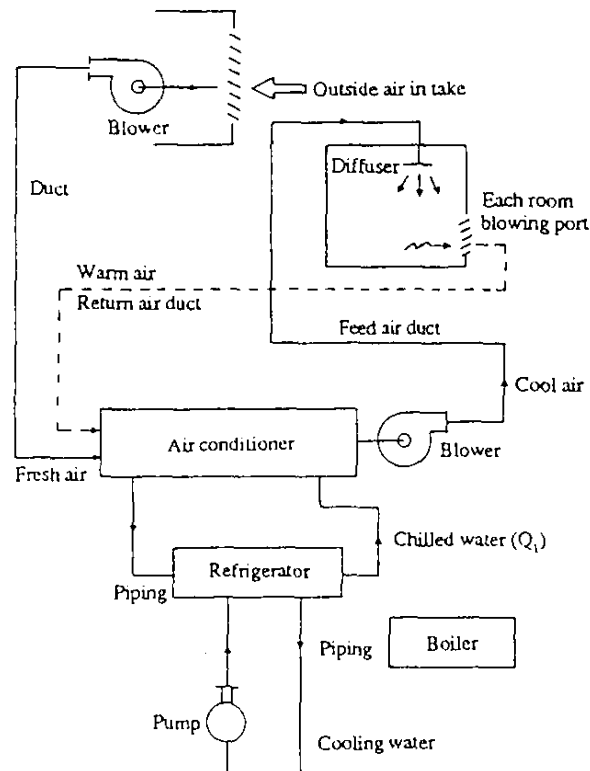 Outside air in take
Blower
Duct
Diffuser
Each room
blowing port
Warm air
Return air duct
Feed air duct
Cool air
Air conditioner
Blower
Fresh air
Chilled water (Q₁)
Refrigerator
Piping
Piping
Boiler
Pump
Cooling water